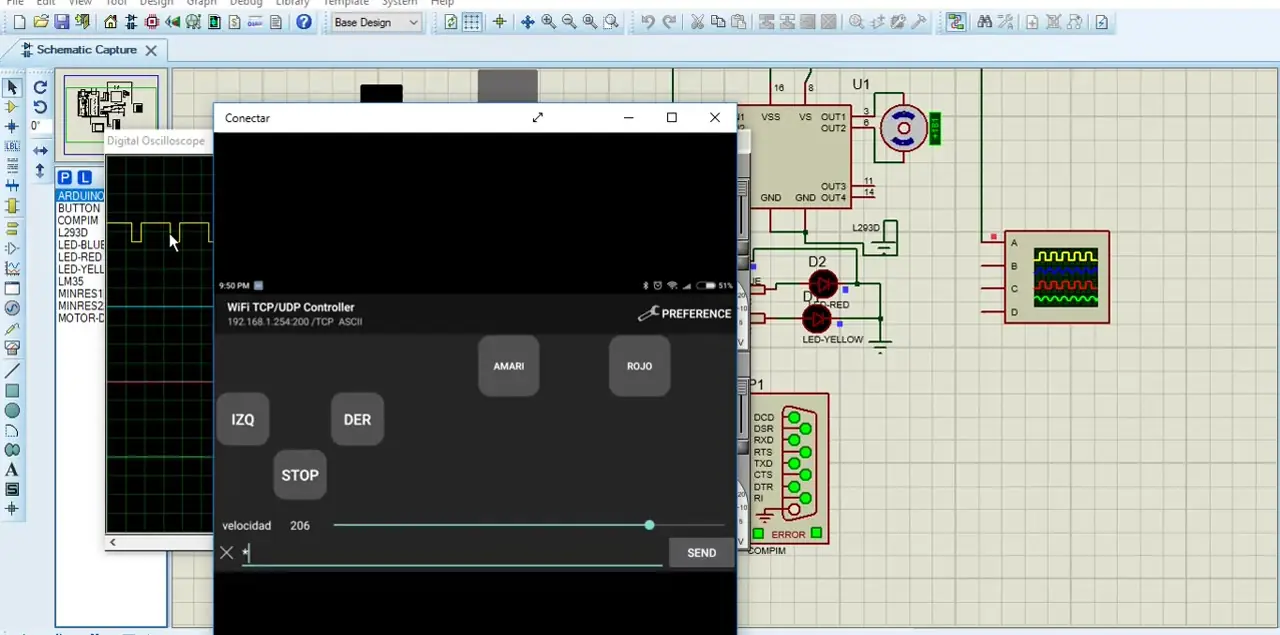 File Edit View Tool Design Graph Debug Library Template System Help
Base Design
Schematic Capture
0°
Conectar
Digital Oscilloscope
P L
ARDUINO
BUTTON
COMPIM
L293D
LED-BLUE
LED-RED
LED-YELL
LM35
MINRES1
MINRES2
MOTOR-D
9:50 PM
51%
WiFi TCP/UDP Controller
192.168.1.254:200 /TCP ASCII
PREFERENCE
AMARI
ROJO
IZQ
DER
STOP
velocidad 206
*
SEND
16
8
U1
VSS VS OUT1
OUT2
3
6
OUT3
OUT4
11
14
GND GND
L293D
D2
LED-RED
LED-YELLOW
A
B
C
D
P1
DCD
DSR
RXD
RTS
TXD
CTS
DTR
RI
ERROR
COMPIM